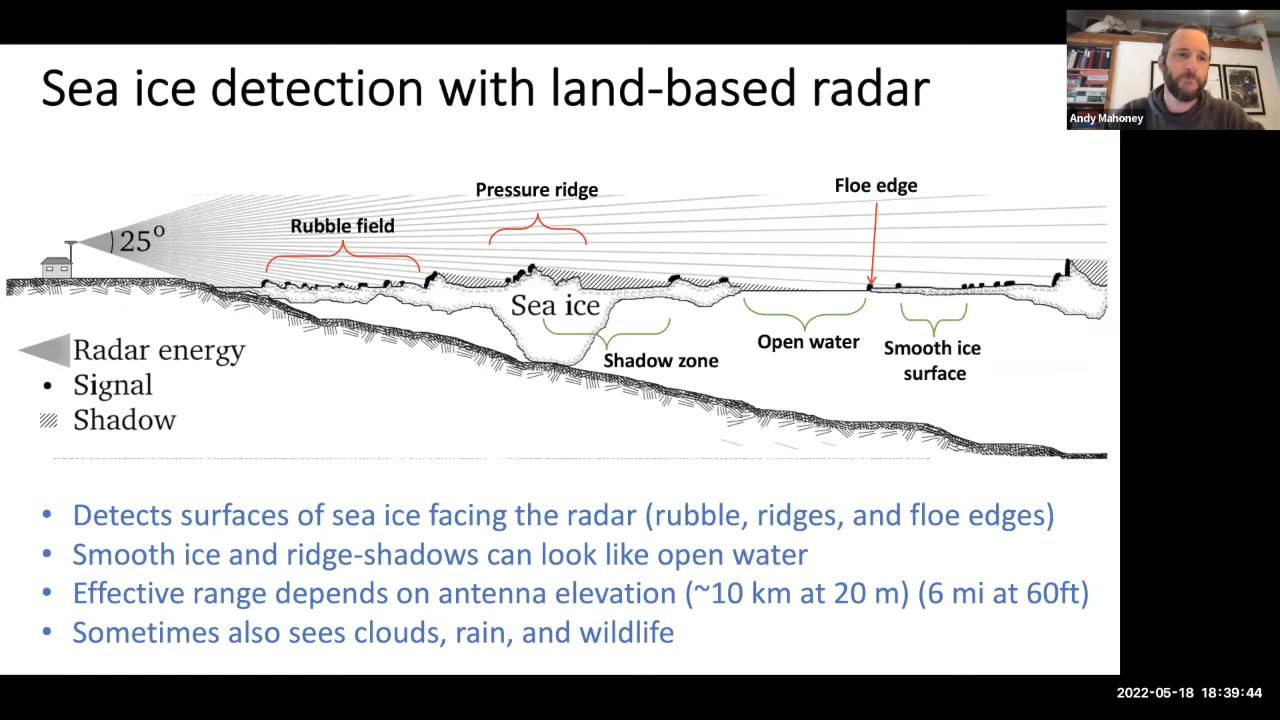 Sea ice detection with land-based radar
Andy Mahoney
Pressure ridge
Floe edge
Rubble field
25°
Sea ice
Open water
Smooth ice
surface
Shadow zone
Radar energy
Signal
Shadow
• Detects surfaces of sea ice facing the radar (rubble, ridges, and floe edges)
• Smooth ice and ridge-shadows can look like open water
• Effective range depends on antenna elevation (~10 km at 20 m) (6 mi at 60ft)
• Sometimes also sees clouds, rain, and wildlife
2022-05-18 18:39:44